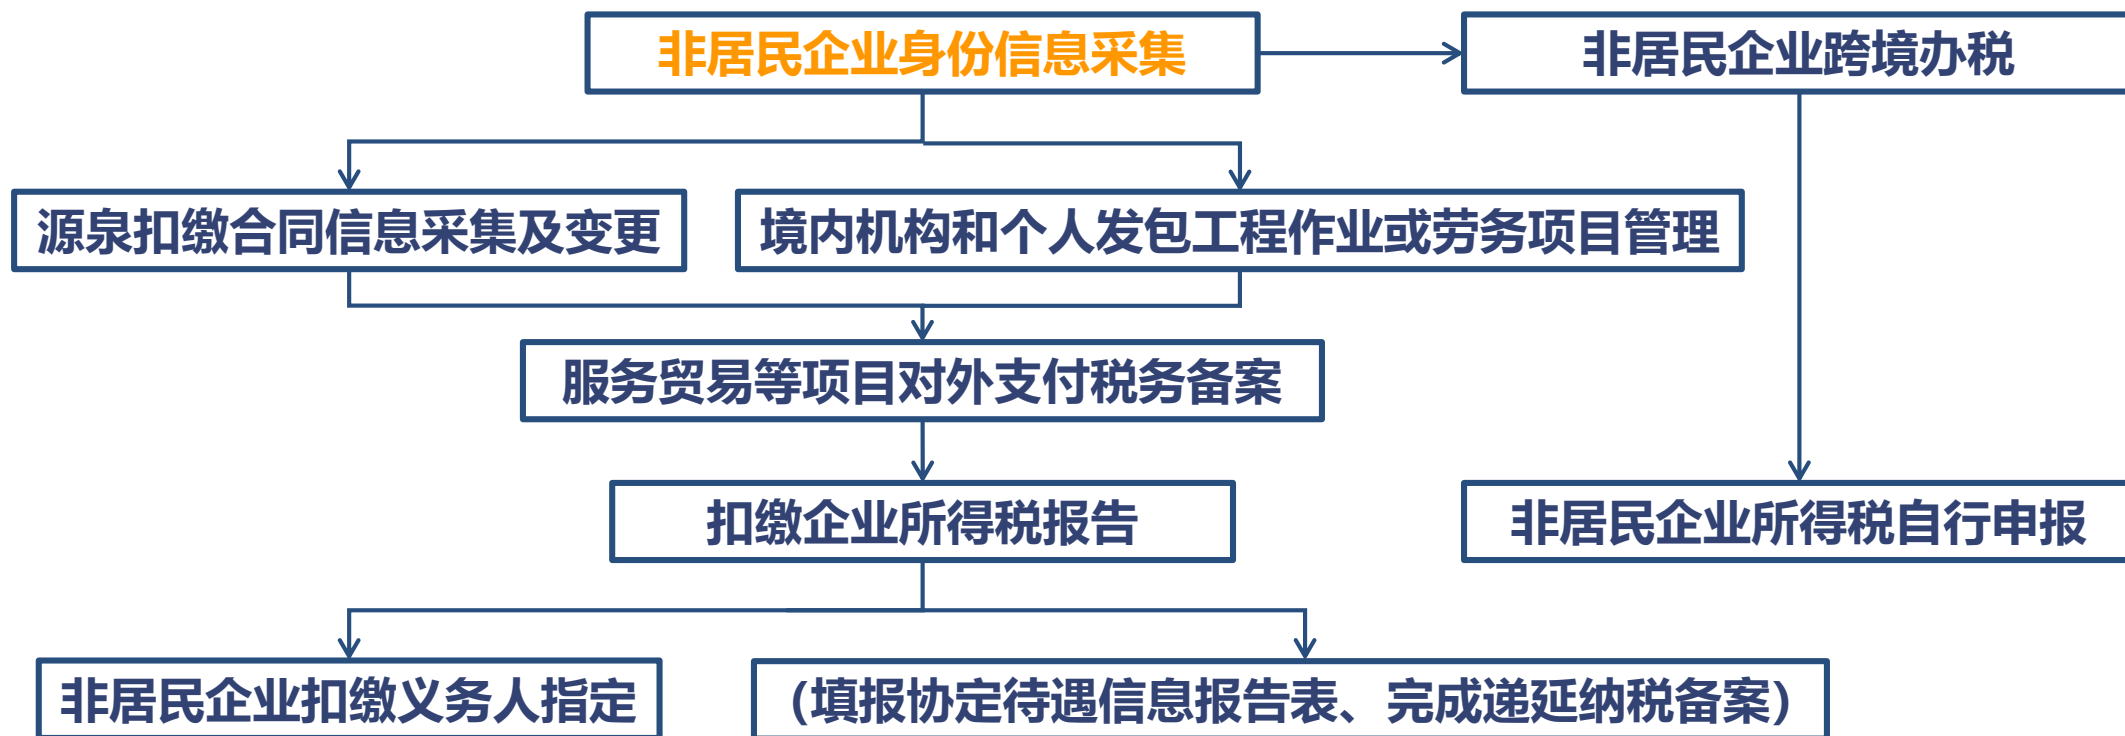 非居民企业身份信息采集
非居民企业跨境办税
源泉扣缴合同信息采集及变更
境内机构和个人发包工程作业或劳务项目管理
服务贸易等项目对外支付税务备案
扣缴企业所得税报告
非居民企业所得税自行申报
非居民企业扣缴义务人指定
（填报协定待遇信息报告表、完成递延纳税备案）